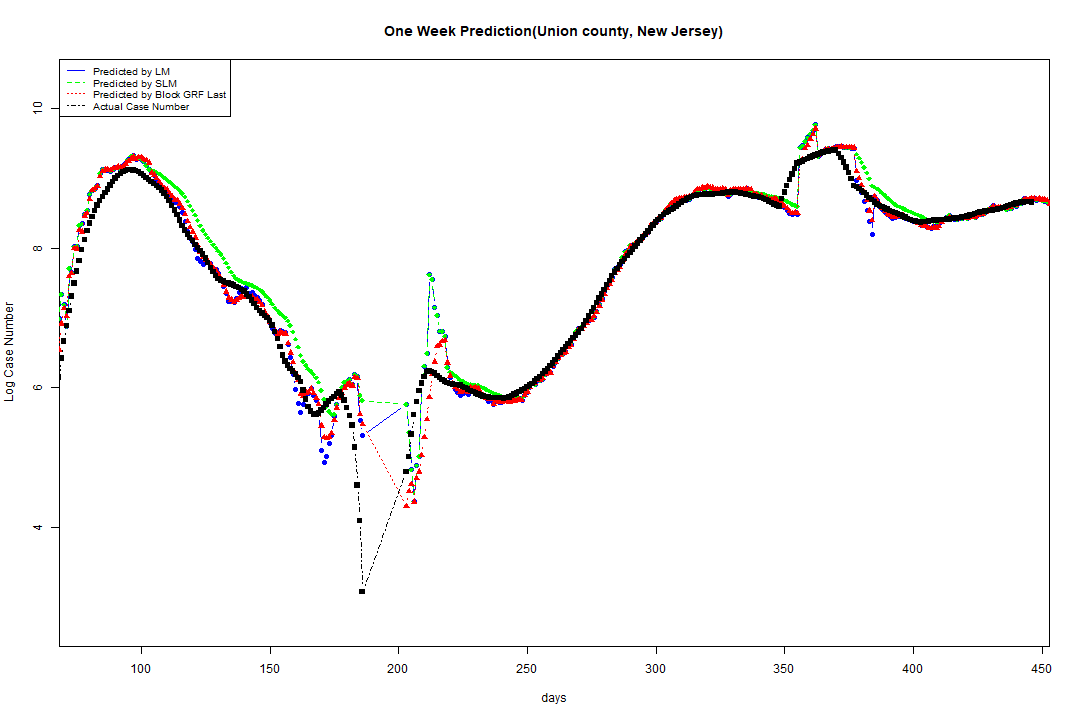 One Week Prediction(Union county, New Jersey)
Predicted by LM
Predicted by SLM
Predicted by Block GRF Last
Actual Case Number
Log Case Number
10
8
6
4
100 150 200 250 300 350 400 450
days